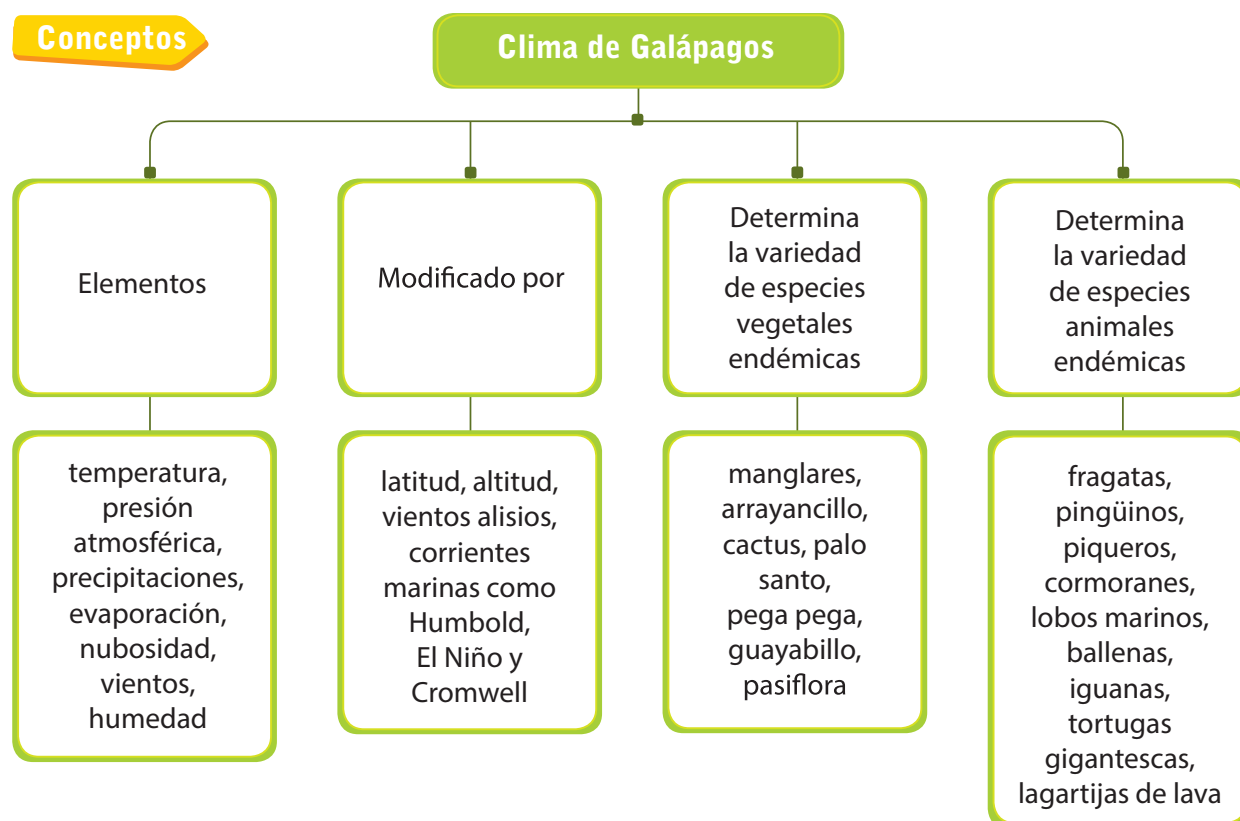 Conceptos
Clima de Galápagos
Elementos
Modificado por
Determina
la variedad
de especies
vegetales
endémicas
Determina
la variedad
de especies
animales
endémicas
temperatura,
presión
atmosférica,
precipitaciones,
evaporación,
nubosidad,
vientos,
humedad
latitud, altitud,
vientos alisios,
corrientes
marinas como
Humbold,
El Niño y
Cromwell
manglares,
arrayancillo,
cactus, palo
santo,
pega pega,
guayabillo,
pasiflora
fragatas,
pingüinos,
piqueros,
cormoranes,
lobos marinos,
ballenas,
iguanas,
tortugas
gigantescas,
lagartijas de lava